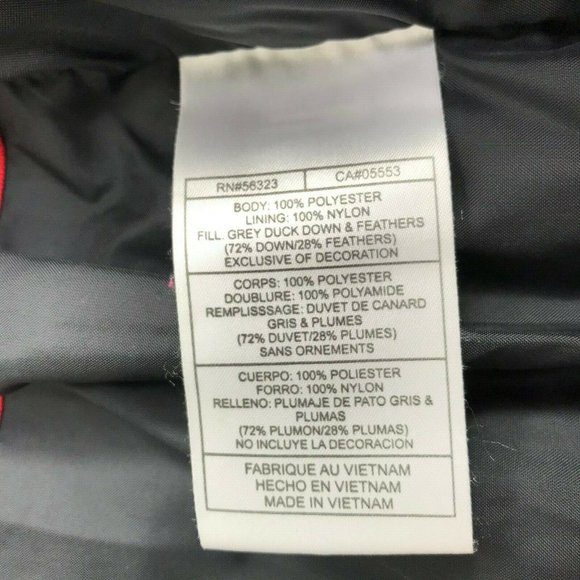 RN#56323 CA#05553
BODY: 100% POLYESTER
LINING: 100% NYLON
FILL: GREY DUCK DOWN & FEATHERS
(72% DOWN/28% FEATHERS)
EXCLUSIVE OF DECORATION
CORPS: 100% POLYESTER
DOUBLURE: 100% POLYAMIDE
REMPLISSSAGE: DUVET DE CANARD
GRIS & PLUMES
(72% DUVET/28% PLUMES)
SANS ORNEMENTS
CUERPO: 100% POLIESTER
FORRO: 100% NYLON
RELLENO: PLUMAJE DE PATO GRIS &
PLUMAS
(72% PLUMON/28% PLUMAS)
NO INCLUYE LA DECORACION
FABRIQUE AU VIETNAM
HECHO EN VIETNAM
MADE IN VIETNAM